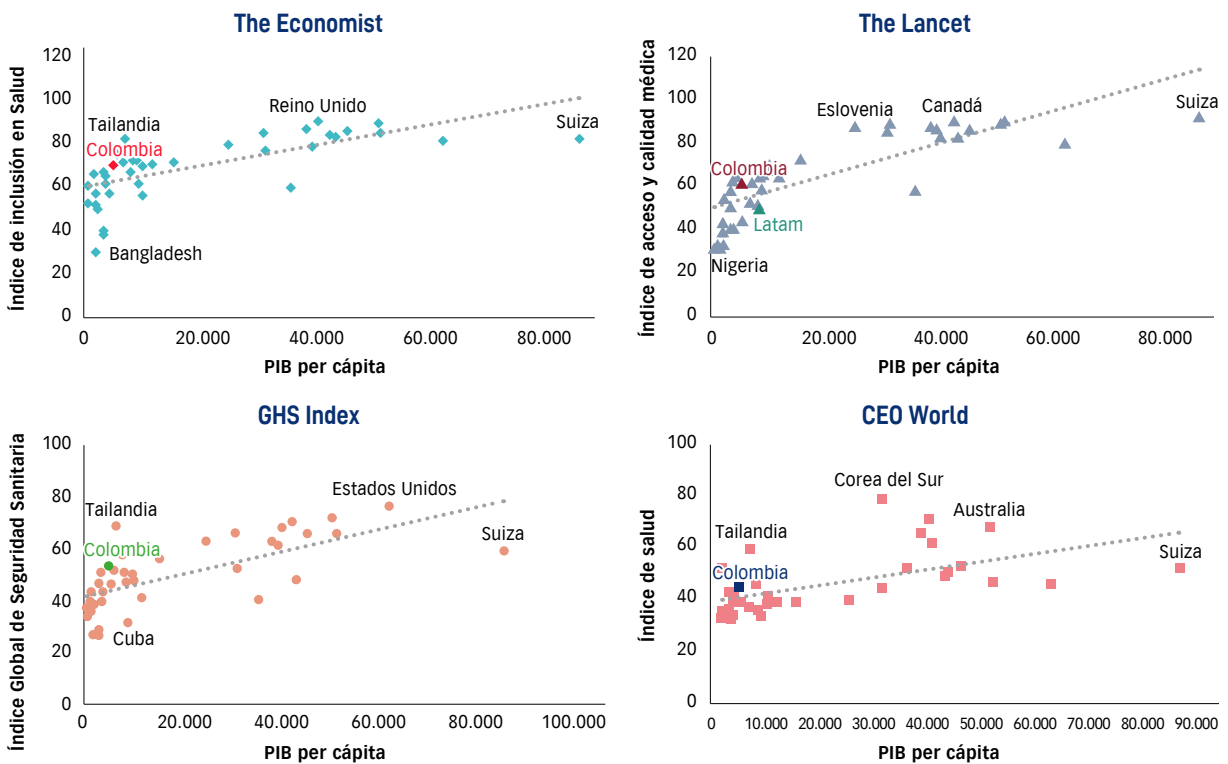 The Economist
Índice de inclusión en Salud
120
100
80
60
40
20
0
Reino Unido
Tailandia
Colombia
Suiza
Bangladesh
0
20.000
40.000
60.000
80.000
PIB per cápita
The Lancet
Índice de acceso y calidad médica
120
100
80
60
40
20
0
Eslovenia
Canadá
Suiza
Colombia
Latam
Nigeria
0
20.000
40.000
60.000
80.000
PIB per cápita
GHS Index
Índice Global de Seguridad Sanitaria
100
80
60
40
20
0
Estados Unidos
Tailandia
Suiza
Colombia
Cuba
0
20.000
40.000
60.000
80.000
100.000
PIB per cápita
CEO World
Índice de salud
100
80
60
40
20
0
Corea del Sur
Australia
Tailandia
Suiza
Colombia
0
10.000
20.000
30.000
40.000
50.000
60.000
70.000
80.000
90.000
PIB per cápita